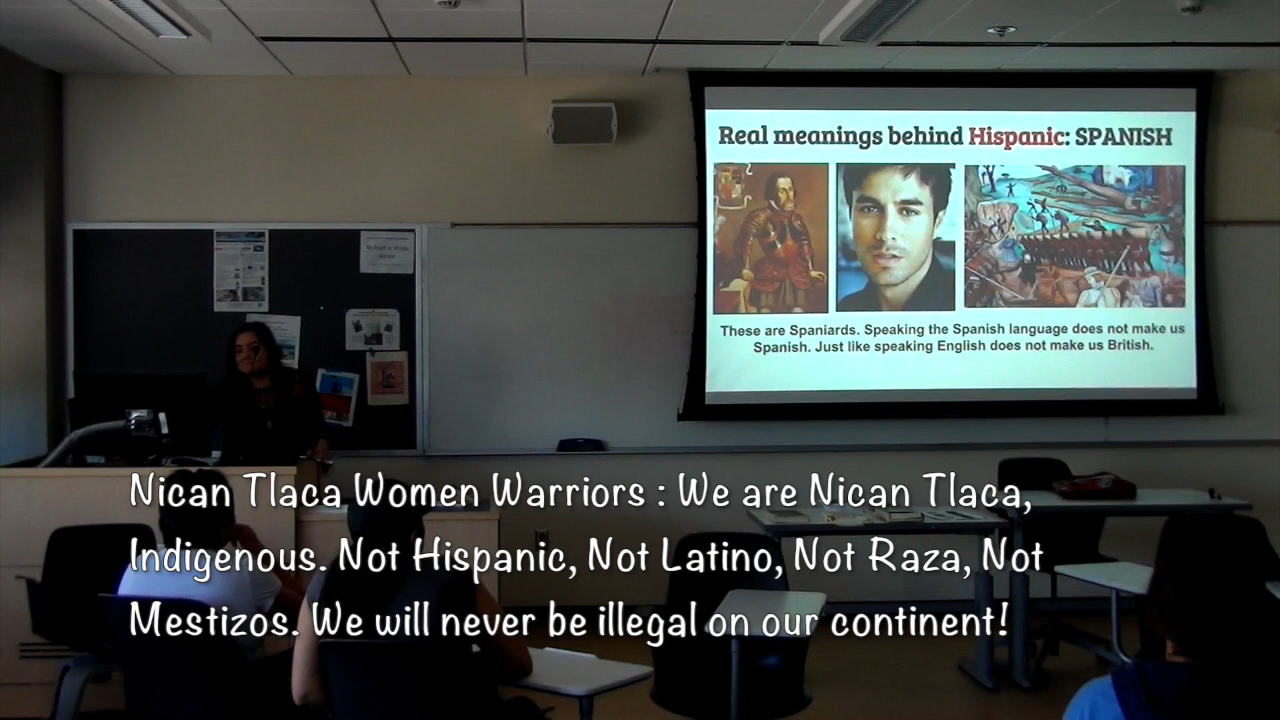 Real meanings behind Hispanic: SPANISH
These are Spaniards. Speaking the Spanish language does not make us
Spanish. Just like speaking English does not make us British.
Nican Tlaca Women Warriors : We are Nican Tlaca,
Indigenous. Not Hispanic, Not Latino, Not Raza, Not
Mestizos. We will never be illegal on our continent!